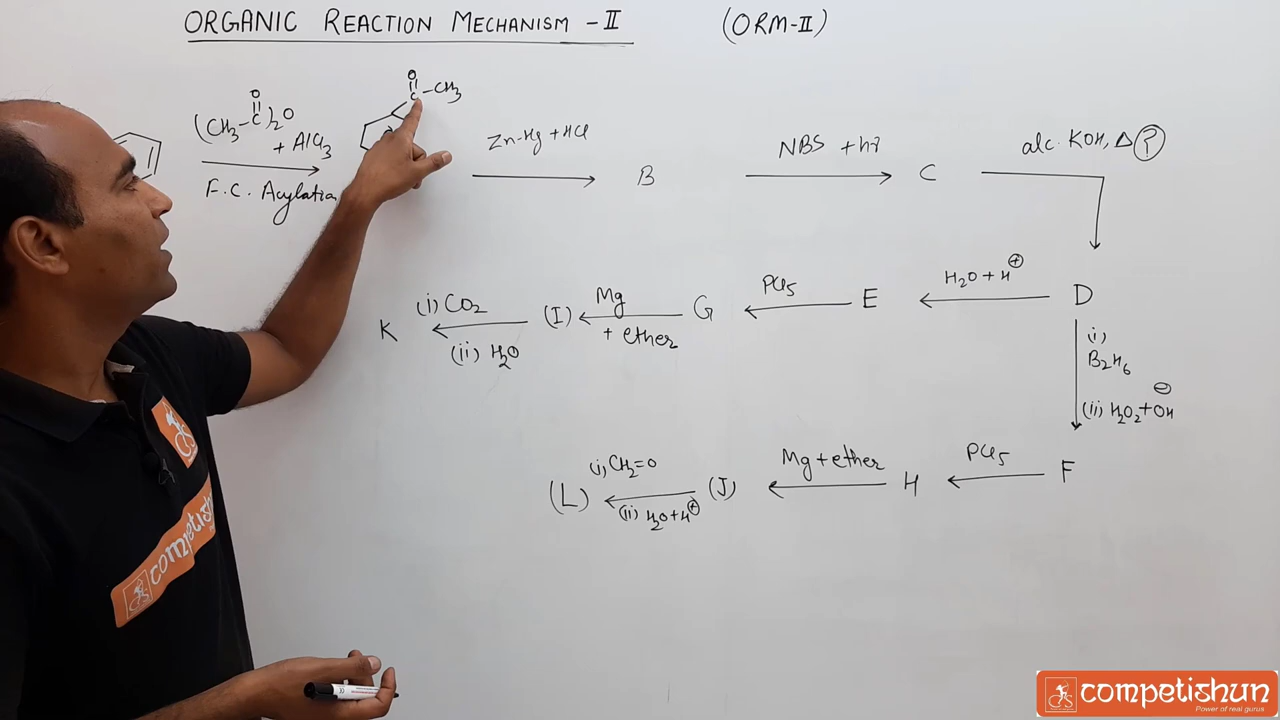 ORGANIC REACTION MECHANISM - II (ORM-II)
O
O
(CH3 - C)2O
C - CH3
+ AlCl3
F.C. Acylation
Zn-Hg + HCl
B
NBS + hν
C
alc. KOH, Δ ?
D
H2O + H⊕
E
PCl5
G
Mg
+ ether
(I)
(i) CO2
(ii) H2O
K
(i)
B2H6
(ii) H2O2 + OH⊖
F
PCl5
H
Mg + ether
(J)
(i) CH2=O
(ii) H2O + H⊕
(L)
competishun
competishun
competishun
Power of real gurus